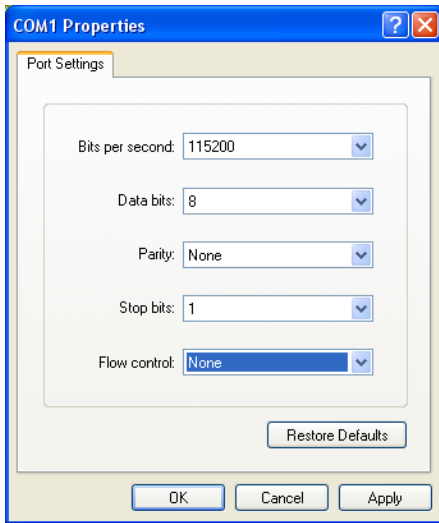 COM1 Properties
Port Settings
Bits per second: 115200
Data bits: 8
Parity: None
Stop bits: 1
Flow control: None
Restore Defaults
OK Cancel Apply